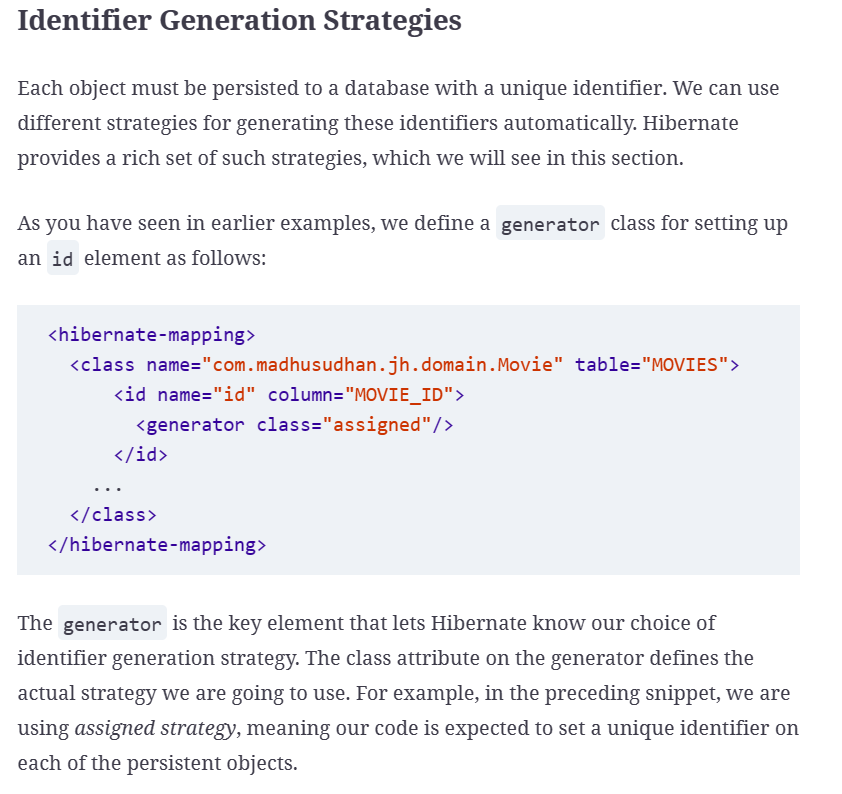 Identifier Generation Strategies
Each object must be persisted to a database with a unique identifier. We can use
different strategies for generating these identifiers automatically. Hibernate
provides a rich set of such strategies, which we will see in this section.
As you have seen in earlier examples, we define a generator class for setting up
an id element as follows:
<hibernate-mapping>
<class name="com.madhusudhan.jh.domain.Movie" table="MOVIES">
<id name="id" column="MOVIE_ID">
<generator class="assigned"/>
</id>
...
</class>
</hibernate-mapping>
The generator is the key element that lets Hibernate know our choice of
identifier generation strategy. The class attribute on the generator defines the
actual strategy we are going to use. For example, in the preceding snippet, we are
using assigned strategy, meaning our code is expected to set a unique identifier on
each of the persistent objects.